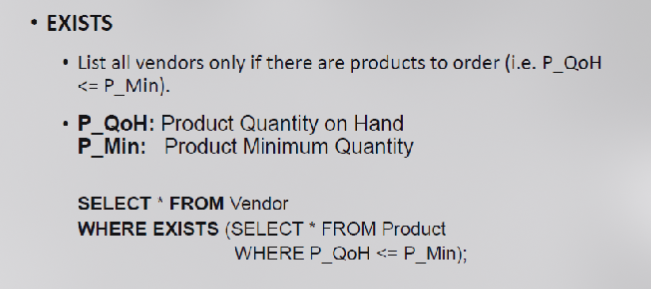 • EXISTS
• List all vendors only if there are products to order (i.e. P_QoH
<= P_Min).
• P_QoH: Product Quantity on Hand
P_Min: Product Minimum Quantity
SELECT * FROM Vendor
WHERE EXISTS (SELECT * FROM Product
WHERE P_QoH <= P_Min);